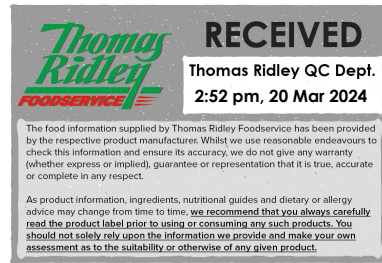 Thomas
Ridley
FOODSERVICE
RECEIVED
Thomas Ridley QC Dept.
2:52 pm, 20 Mar 2024
The food information supplied by Thomas Ridley Foodservice has been provided
by the respective product manufacturer. Whilst we use reasonable endeavours to
check this information and ensure its accuracy, we do not give any warranty
(whether express or implied), guarantee or representation that it is true, accurate
or complete in any respect.
As product information, ingredients, nutritional guides and dietary or allergy
advice may change from time to time, we recommend that you always carefully
read the product label prior to using or consuming any such products. You
should not solely rely upon the information we provide and make your own
assessment as to the suitability or otherwise of any given product.